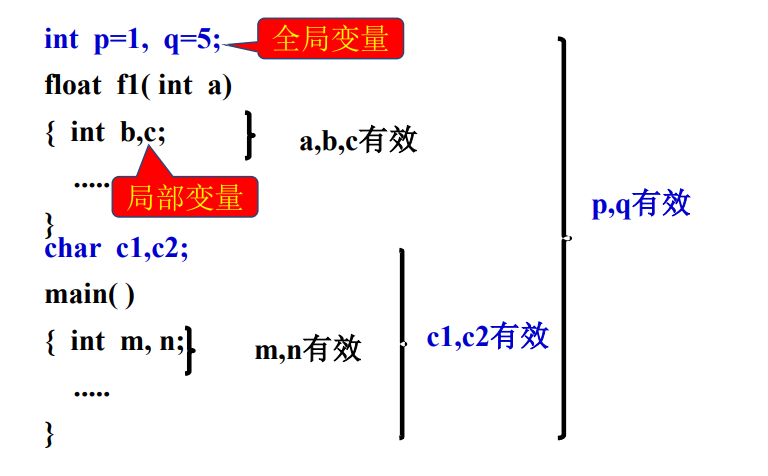 int p=1, q=5; 全局变量
float f1( int a)
{ int b,c; a,b,c有效
..... 局部变量
p,q有效
}
char c1,c2;
main( )
{ int m, n; m,n有效 c1,c2有效
.....
}